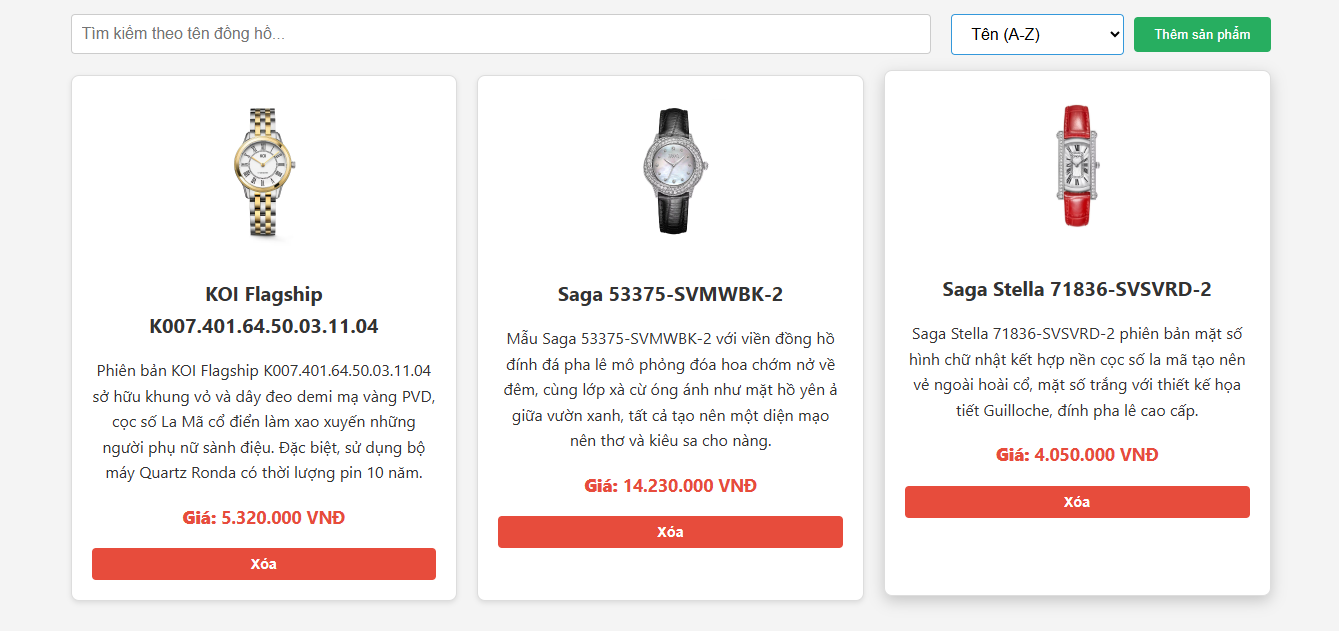 Tìm kiếm theo tên đồng hồ...
Tên (A-Z)
Thêm sản phẩm
KOI Flagship
K007.401.64.50.03.11.04
Phiên bản KOI Flagship K007.401.64.50.03.11.04
sở hữu khung vỏ và dây đeo demi mạ vàng PVD,
cọc số La Mã cổ điển làm xao xuyến những
người phụ nữ sành điệu. Đặc biệt, sử dụng bộ
máy Quartz Ronda có thời lượng pin 10 năm.
Giá: 5.320.000 VNĐ
Xóa
Saga 53375-SVMWBK-2
Mẫu Saga 53375-SVMWBK-2 với viền đồng hồ
đính đá pha lê mô phỏng đóa hoa chớm nở về
đêm, cùng lớp xà cừ óng ánh như mặt hồ yên ả
giữa vườn xanh, tất cả tạo nên một diện mạo
nên thơ và kiêu sa cho nàng.
Giá: 14.230.000 VNĐ
Xóa
Saga Stella 71836-SVSVRD-2
Saga Stella 71836-SVSVRD-2 phiên bản mặt số
hình chữ nhật kết hợp nền cọc số la mã tạo nên
vẻ ngoài hoài cổ, mặt số trắng với thiết kế họa
tiết Guilloche, đính pha lê cao cấp.
Giá: 4.050.000 VNĐ
Xóa